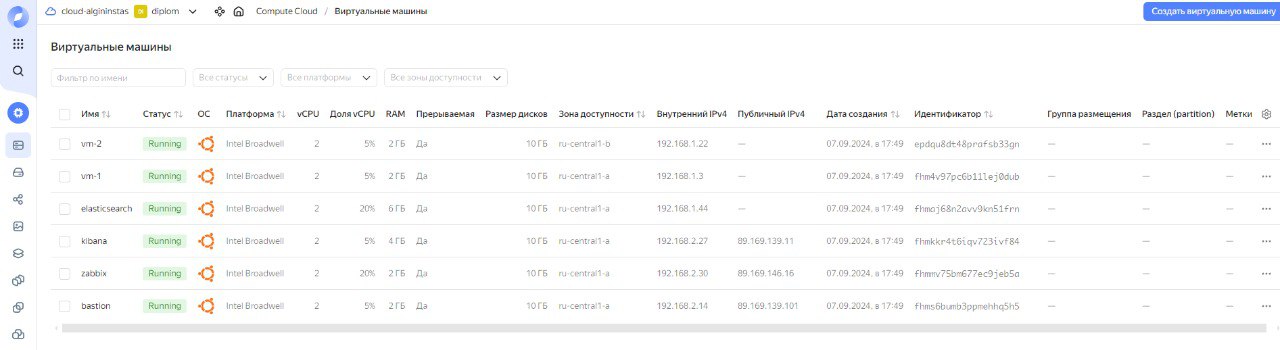 cloud-algininstas DI diplom Compute Cloud / Виртуальные машины Создать виртуальную машину
Виртуальные машины
Фильтр по имени Все статусы Все платформы Все зоны доступности
Имя Статус ОС Платформа vCPU Доля vCPU RAM Прерываемая Размер дисков Зона доступности Внутренний IPv4 Публичный IPv4 Дата создания Идентификатор Группа размещения Раздел (partition) Метки
vm-2 Running Intel Broadwell 2 5% 2 ГБ Да 10 ГБ ru-central1-b 192.168.1.22 — 07.09.2024, в 17:49 — —
vm-1 Running Intel Broadwell 2 5% 2 ГБ Да 10 ГБ ru-central1-a 192.168.1.3 — 07.09.2024, в 17:49 fhm4v97pc6b11lej0dub — —
elasticsearch Running Intel Broadwell 2 20% 6 ГБ Да 10 ГБ ru-central1-a 192.168.1.44 — 07.09.2024, в 17:49 — —
kibana Running Intel Broadwell 2 5% 4 ГБ Да 10 ГБ ru-central1-a 192.168.2.27 89.169.139.11 07.09.2024, в 17:49 — —
zabbix Running Intel Broadwell 2 20% 2 ГБ Да 10 ГБ ru-central1-a 192.168.2.30 89.169.146.16 07.09.2024, в 17:49 — —
bastion Running Intel Broadwell 2 5% 2 ГБ Да 10 ГБ ru-central1-a 192.168.2.14 89.169.139.101 07.09.2024, в 17:49 fhms6bumb3ppmehhq5h5 — —